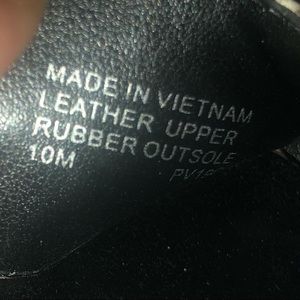 MADE IN VIETNAM
LEATHER UPPER
RUBBER OUTSOLE
10M